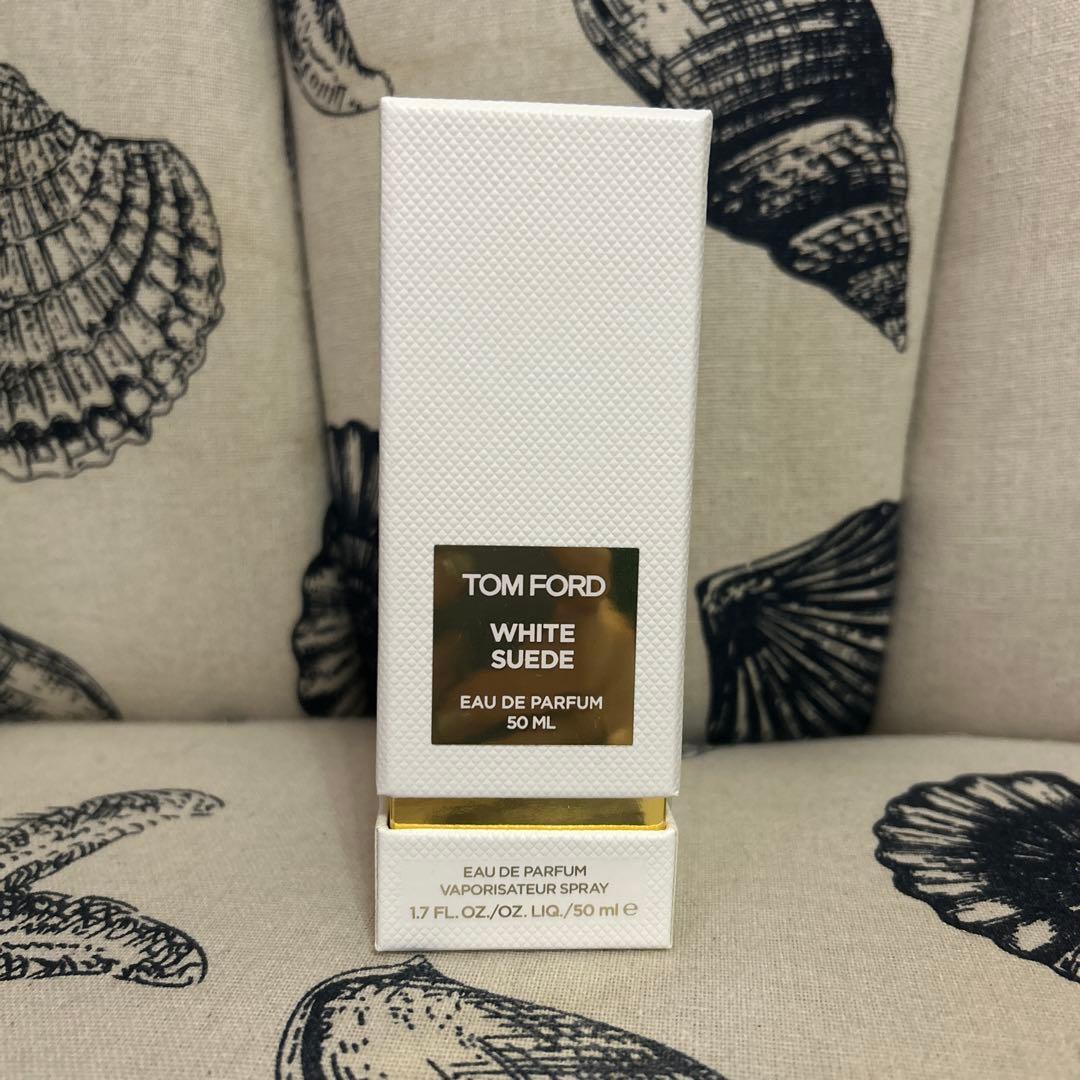 TOM FORD
WHITE
SUEDE
EAU DE PARFUM
50 ML
EAU DE PARFUM
VAPORISATEUR SPRAY
1.7 FL. OZ./OZ. LIQ./50 ml ℮